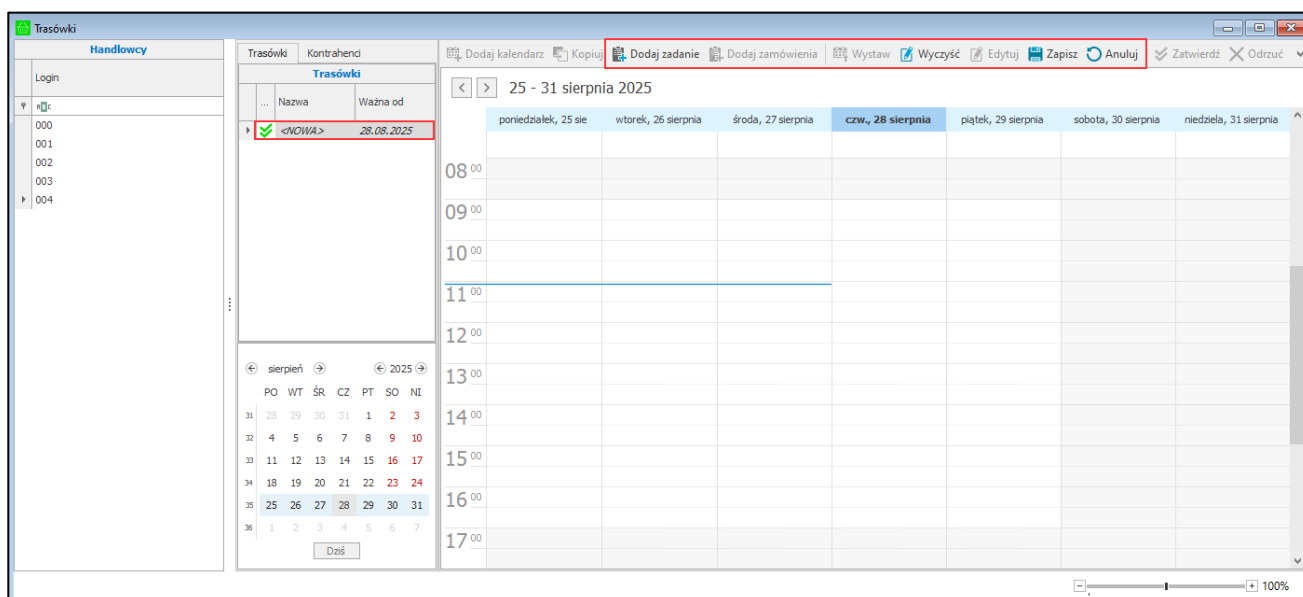 Trasówki
Handlowcy
Login
000
001
002
003
004
Trasówki Kontrahenci
Trasówki
... Nazwa Ważna od
<NOWA> 28.08.2025
sierpień 2025
PO WT ŚR CZ PT SO NI
31 28 29 30 31 1 2 3
32 4 5 6 7 8 9 10
33 11 12 13 14 15 16 17
34 18 19 20 21 22 23 24
35 25 26 27 28 29 30 31
36 1 2 3 4 5 6 7
Dziś
Dodaj kalendarz Kopiuj Dodaj zadanie Dodaj zamówienia Wystaw Wyczyść Edytuj Zapisz Anuluj Zatwierdź Odrzuć
25 - 31 sierpnia 2025
poniedziałek, 25 sie wtorek, 26 sierpnia środa, 27 sierpnia czw., 28 sierpnia piątek, 29 sierpnia sobota, 30 sierpnia niedziela, 31 sierpnia
08 00
09 00
10 00
11 00
12 00
13 00
14 00
15 00
16 00
17 00
100%